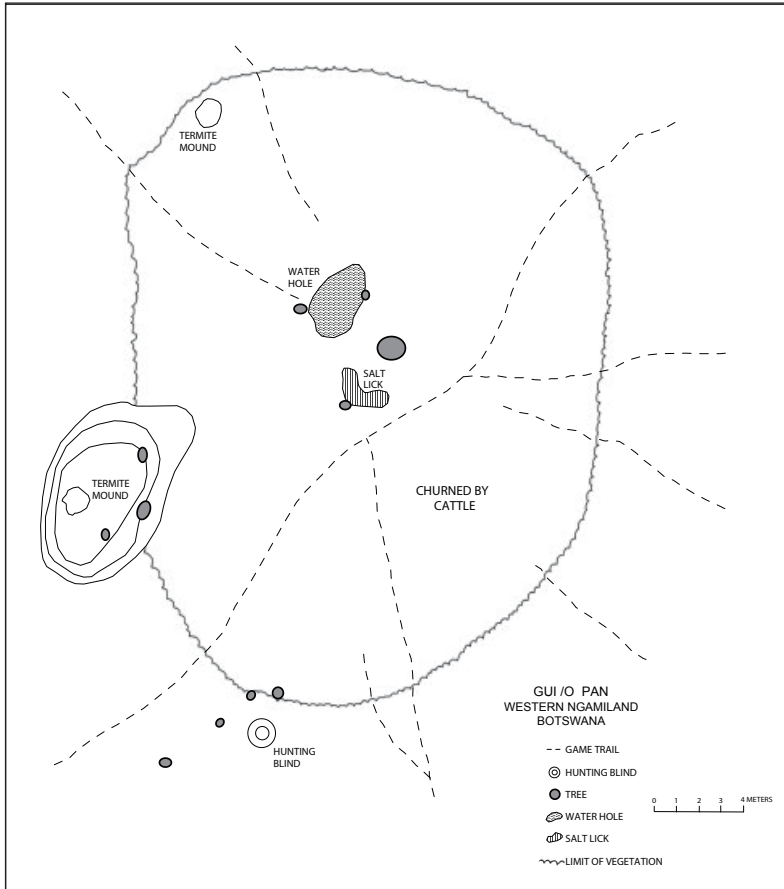 TERMITE
MOUND
WATER
HOLE
SALT
LICK
TERMITE
MOUND
CHURNED BY
CATTLE
HUNTING
BLIND
GUI /O PAN
WESTERN NGAMILAND
BOTSWANA
GAME TRAIL
HUNTING BLIND
TREE
WATER HOLE
SALT LICK
LIMIT OF VEGETATION
0 1 2 3 4 METERS